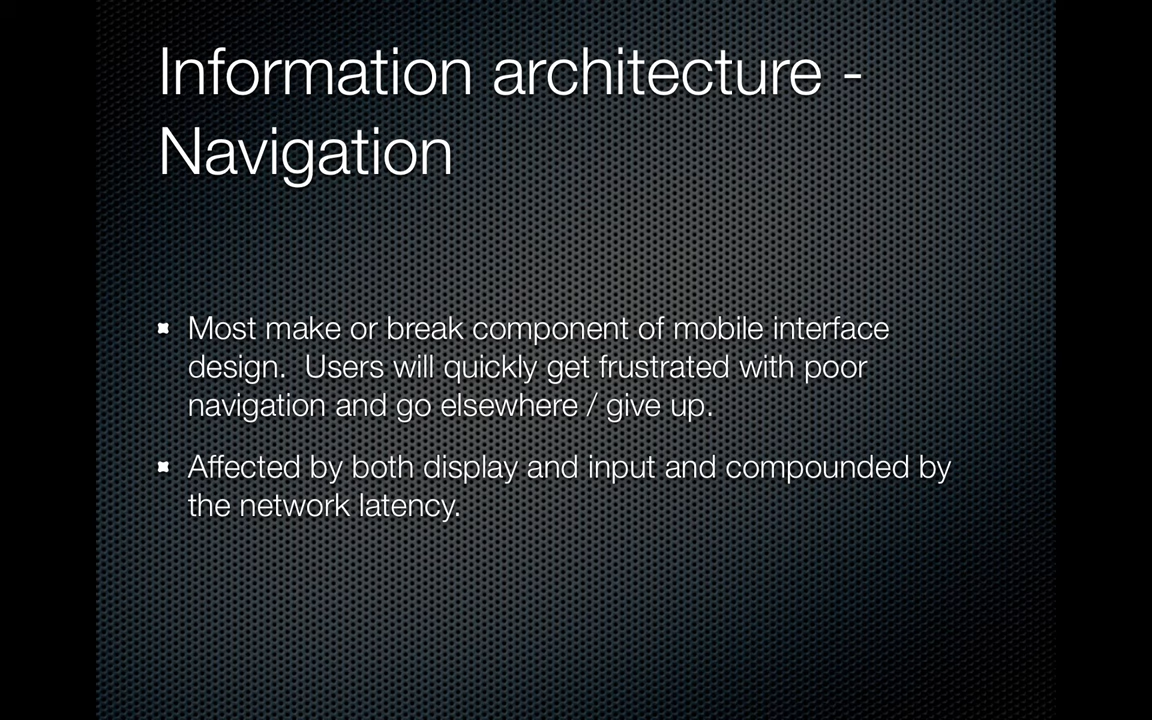 Information architecture -
Navigation
Most make or break component of mobile interface
design.  Users will quickly get frustrated with poor
navigation and go elsewhere / give up.
Affected by both display and input and compounded by
the network latency.